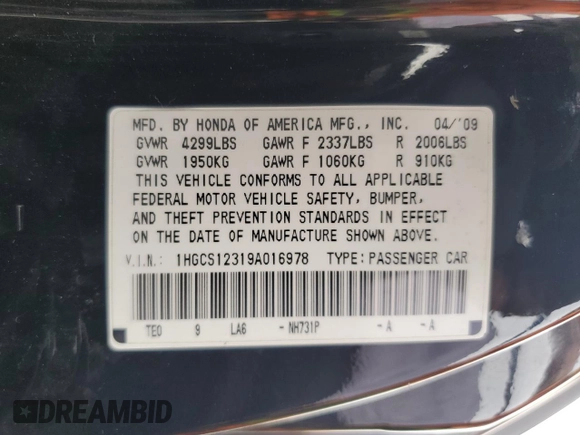 MFD. BY HONDA OF AMERICA MFG., INC. 04/'09
GVWR 4299LBS GAWR F 2337LBS R 2006LBS
GVWR 1950KG GAWR F 1060KG R 910KG
THIS VEHICLE CONFORMS TO ALL APPLICABLE
FEDERAL MOTOR VEHICLE SAFETY, BUMPER,
AND THEFT PREVENTION STANDARDS IN EFFECT
ON THE DATE OF MANUFACTURE SHOWN ABOVE.
V.I.N.: 1HGCS12319A016978 TYPE: PASSENGER CAR
TE0 9 LA6 - NH731P - A - A
DREAMBID